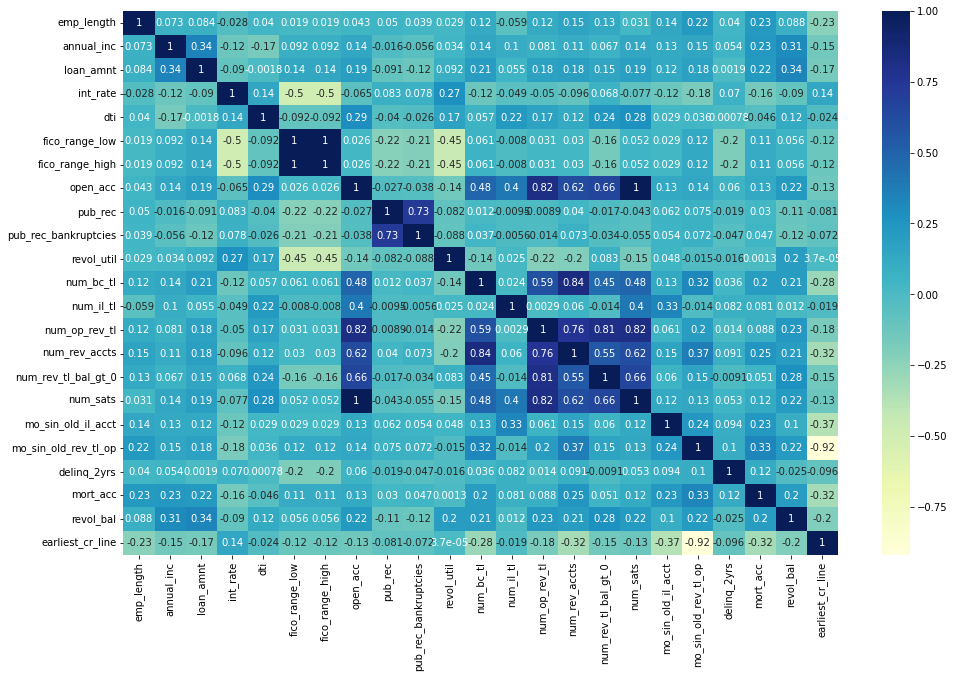 emp_length 1 0.073 0.084 -0.028 0.04 0.019 0.019 0.043 0.05 0.039 0.029 0.12 -0.059 0.12 0.15 0.13 0.031 0.14 0.22 0.04 0.23 0.088 -0.23
annual_inc 0.073 1 0.34 -0.12 -0.17 0.092 0.092 0.14 -0.016 -0.056 0.034 0.14 0.1 0.081 0.11 0.067 0.14 0.13 0.15 0.054 0.23 0.31 -0.15
loan_amnt 0.084 0.34 1 -0.09 -0.0018 0.14 0.14 0.19 -0.091 -0.12 0.092 0.21 0.055 0.18 0.18 0.15 0.19 0.12 0.18 0.0019 0.22 0.34 -0.17
int_rate -0.028 -0.12 -0.09 1 0.14 -0.5 -0.5 -0.065 0.083 0.078 0.27 -0.12 -0.049 -0.05 -0.096 0.068 -0.077 -0.12 -0.18 0.07 -0.16 -0.09 0.14
dti 0.04 -0.17 -0.0018 0.14 1 -0.092 -0.092 0.29 -0.04 -0.026 0.17 0.057 0.22 0.17 0.12 0.24 0.28 0.029 0.036 0.00078 -0.046 0.12 -0.024
fico_range_low 0.019 0.092 0.14 -0.5 -0.092 1 1 0.026 -0.22 -0.21 -0.45 0.061 -0.008 0.031 0.03 -0.16 0.052 0.029 0.12 -0.2 0.11 0.056 -0.12
fico_range_high 0.019 0.092 0.14 -0.5 -0.092 1 1 0.026 -0.22 -0.21 -0.45 0.061 -0.008 0.031 0.03 -0.16 0.052 0.029 0.12 -0.2 0.11 0.056 -0.12
open_acc 0.043 0.14 0.19 -0.065 0.29 0.026 0.026 1 -0.027 -0.038 -0.14 0.48 0.4 0.82 0.62 0.66 1 0.13 0.14 0.06 0.13 0.22 -0.13
pub_rec 0.05 -0.016 -0.091 0.083 -0.04 -0.22 -0.22 -0.027 1 0.73 -0.082 0.012 -0.0095 -0.0089 0.04 -0.017 -0.043 0.062 0.075 -0.019 0.03 -0.11 -0.081
pub_rec_bankruptcies 0.039 -0.056 -0.12 0.078 -0.026 -0.21 -0.21 -0.038 0.73 1 -0.088 0.037 -0.0056 -0.014 0.073 -0.034 -0.055 0.054 0.072 -0.047 0.047 -0.12 -0.072
revol_util 0.029 0.034 0.092 0.27 0.17 -0.45 -0.45 -0.14 -0.082 -0.088 1 -0.14 0.025 -0.22 -0.2 0.083 -0.15 0.048 -0.015 -0.016 0.0013 0.2 3.7e-05
num_bc_tl 0.12 0.14 0.21 -0.12 0.057 0.061 0.061 0.48 0.012 0.037 -0.14 1 0.024 0.59 0.84 0.45 0.48 0.13 0.32 0.036 0.2 0.21 -0.28
num_il_tl -0.059 0.1 0.055 -0.049 0.22 -0.008 -0.008 0.4 -0.0095 0.0056 0.025 0.024 1 0.0029 0.06 -0.014 0.4 0.33 -0.014 0.082 0.081 0.012 -0.019
num_op_rev_tl 0.12 0.081 0.18 -0.05 0.17 0.031 0.031 0.82 -0.0089 -0.014 -0.22 0.59 0.0029 1 0.76 0.81 0.82 0.061 0.2 0.014 0.088 0.23 -0.18
num_rev_accts 0.15 0.11 0.18 -0.096 0.12 0.03 0.03 0.62 0.04 0.073 -0.2 0.84 0.06 0.76 1 0.55 0.62 0.15 0.37 0.091 0.25 0.21 -0.32
num_rev_tl_bal_gt_0 0.13 0.067 0.15 0.068 0.24 -0.16 -0.16 0.66 -0.017 -0.034 0.083 0.45 -0.014 0.81 0.55 1 0.66 0.06 0.15 -0.0091 0.051 0.28 -0.15
num_sats 0.031 0.14 0.19 -0.077 0.28 0.052 0.052 1 -0.043 -0.055 -0.15 0.48 0.4 0.82 0.62 0.66 1 0.12 0.13 0.053 0.12 0.22 -0.13
mo_sin_old_il_acct 0.14 0.13 0.12 -0.12 0.029 0.029 0.029 0.13 0.062 0.054 0.048 0.13 0.33 0.061 0.15 0.06 0.12 1 0.24 0.094 0.23 0.1 -0.37
mo_sin_old_rev_tl_op 0.22 0.15 0.18 -0.18 0.036 0.12 0.12 0.14 0.075 0.072 -0.015 0.32 -0.014 0.2 0.37 0.15 0.13 0.24 1 0.1 0.33 0.22 -0.92
delinq_2yrs 0.04 0.054 0.0019 0.07 0.00078 -0.2 -0.2 0.06 -0.019 -0.047 -0.016 0.036 0.082 0.014 0.091 -0.0091 0.053 0.094 0.1 1 0.12 -0.025 -0.096
mort_acc 0.23 0.23 0.22 -0.16 -0.046 0.11 0.11 0.13 0.03 0.047 0.0013 0.2 0.081 0.088 0.25 0.051 0.12 0.23 0.33 0.12 1 0.2 -0.32
revol_bal 0.088 0.31 0.34 -0.09 0.12 0.056 0.056 0.22 -0.11 -0.12 0.2 0.21 0.012 0.23 0.21 0.28 0.22 0.1 0.22 -0.025 0.2 1 -0.2
earliest_cr_line -0.23 -0.15 -0.17 0.14 -0.024 -0.12 -0.12 -0.13 -0.081 -0.072 3.7e-05 -0.28 -0.019 -0.18 -0.32 -0.15 -0.13 -0.37 -0.92 -0.096 -0.32 -0.2 1
emp_length
annual_inc
loan_amnt
int_rate
dti
fico_range_low
fico_range_high
open_acc
pub_rec
pub_rec_bankruptcies
revol_util
num_bc_tl
num_il_tl
num_op_rev_tl
num_rev_accts
num_rev_tl_bal_gt_0
num_sats
mo_sin_old_il_acct
mo_sin_old_rev_tl_op
delinq_2yrs
mort_acc
revol_bal
earliest_cr_line
1.00
0.75
0.50
0.25
0.00
-0.25
-0.50
-0.75